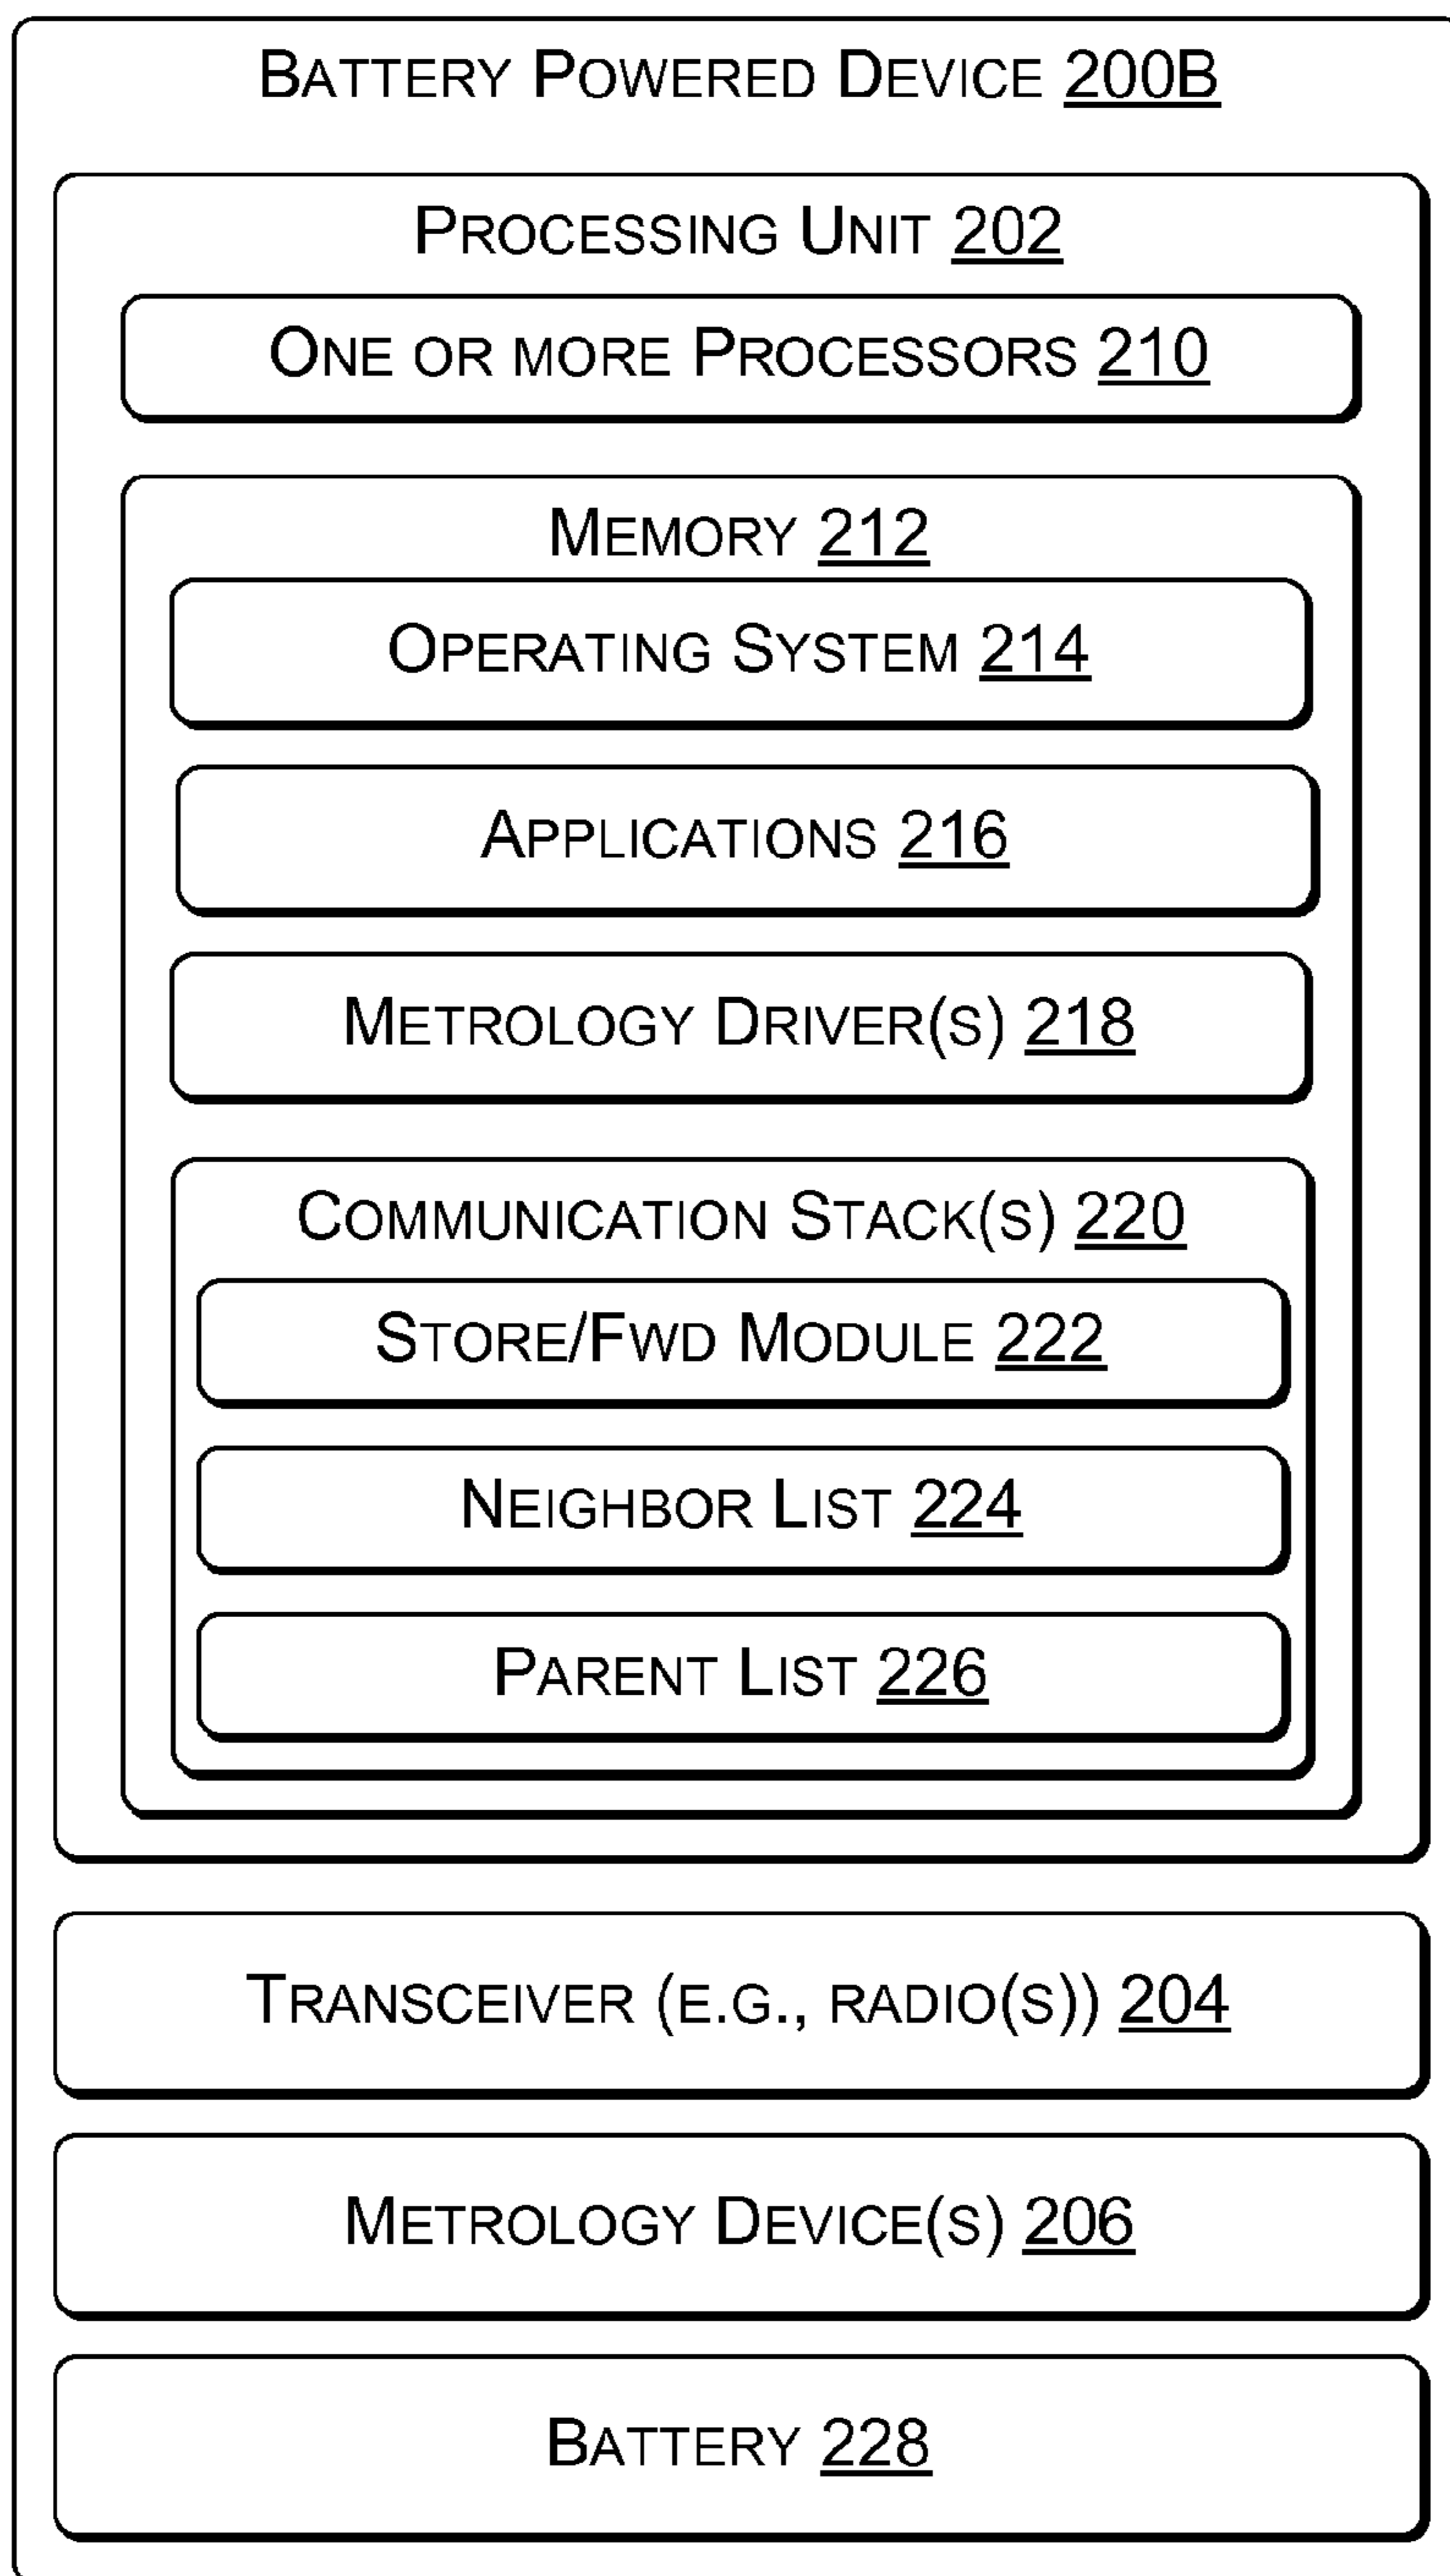 BATTERY POWERED DEVICE 200B
PROCESSING UNIT 202
ONE OR MORE PROCESSORS 210
MEMORY 212
OPERATING SYSTEM 214
APPLICATIONS 216
METROLOGY DRIVER(S) 218
COMMUNICATION STACK(S) 220
STORE/FWD MODULE 222
NEIGHBOR LIST 224
PARENT LIST 226
TRANSCEIVER (E.G., RADIO(S)) 204
METROLOGY DEVICE(S) 206
BATTERY 228